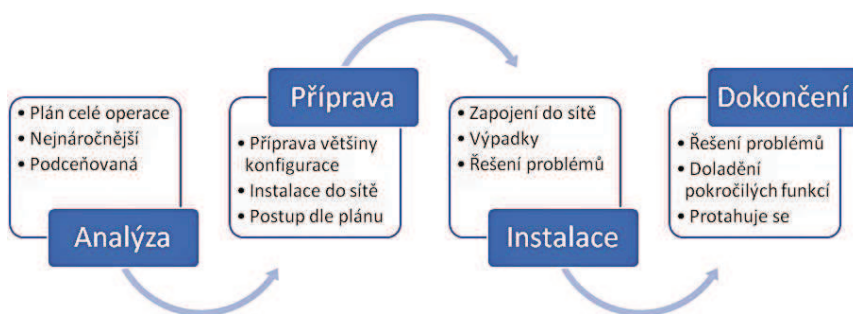 • Plán celé operace
• Nejnáročnější
• Podceňovaná
Analýza
Příprava
• Příprava většiny
konfigurace
• Instalace do sítě
• Postup dle plánu
• Zapojení do sítě
• Výpadky
• Řešení problémů
Instalace
Dokončení
• Řešení problémů
• Doladění
pokročilých funkcí
• Protahuje se